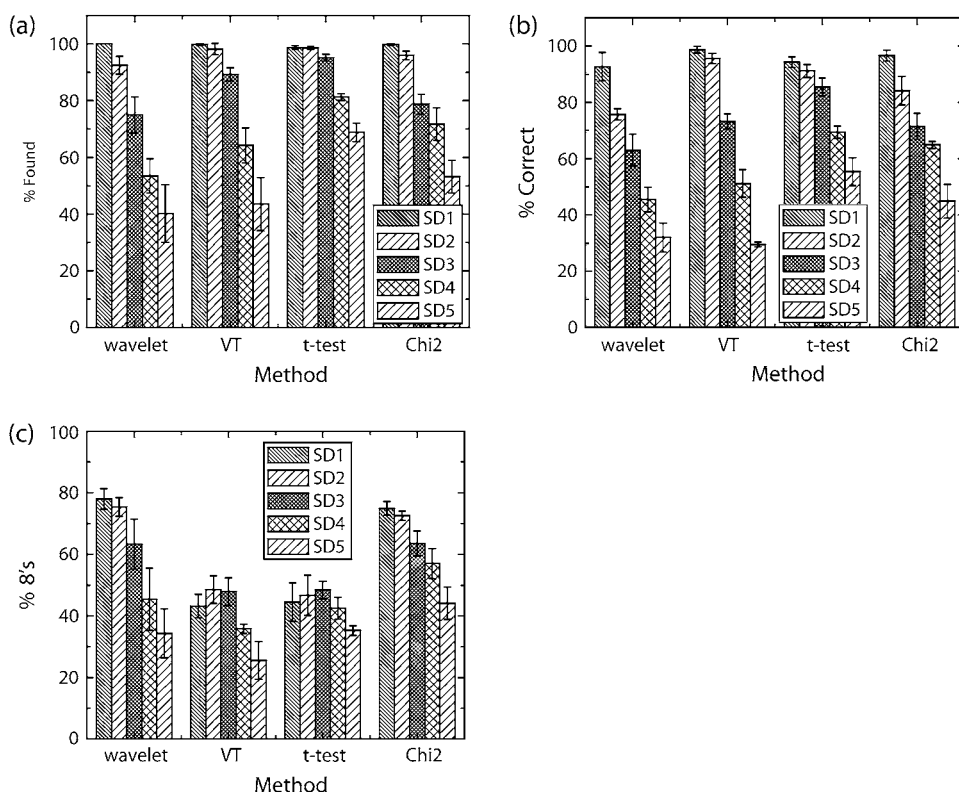 (a)
100
80
60
40
20
0
% Found
SD1
SD2
SD3
SD4
SD5
wavelet VT t-test Chi2
Method
(b)
100
80
60
40
20
0
% Correct
SD1
SD2
SD3
SD4
SD5
wavelet VT t-test Chi2
Method
(c)
100
80
60
40
20
0
% 8's
SD1
SD2
SD3
SD4
SD5
wavelet VT t-test Chi2
Method